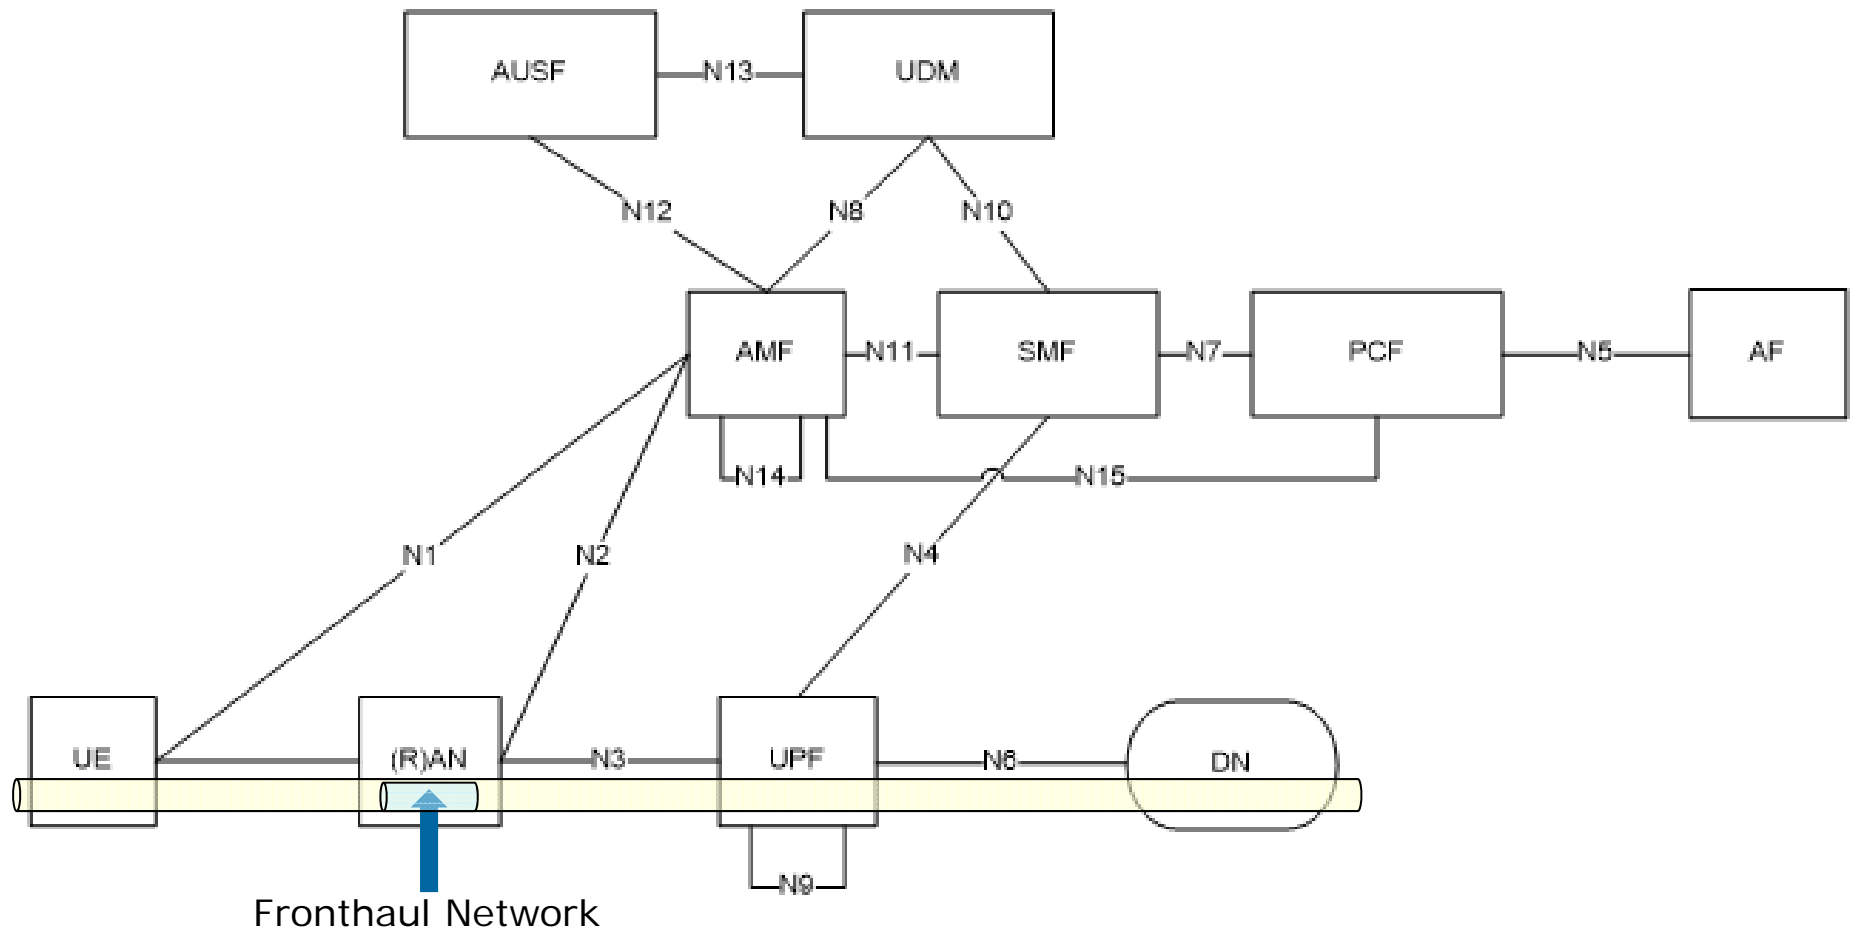 AUSF
N13
UDM
N12
N8
N10
AMF
N11
SMF
N7
PCF
N5
AF
N14
N15
N1
N2
N4
UE
(R)AN
N3
UPF
N6
DN
N9
Fronthaul Network